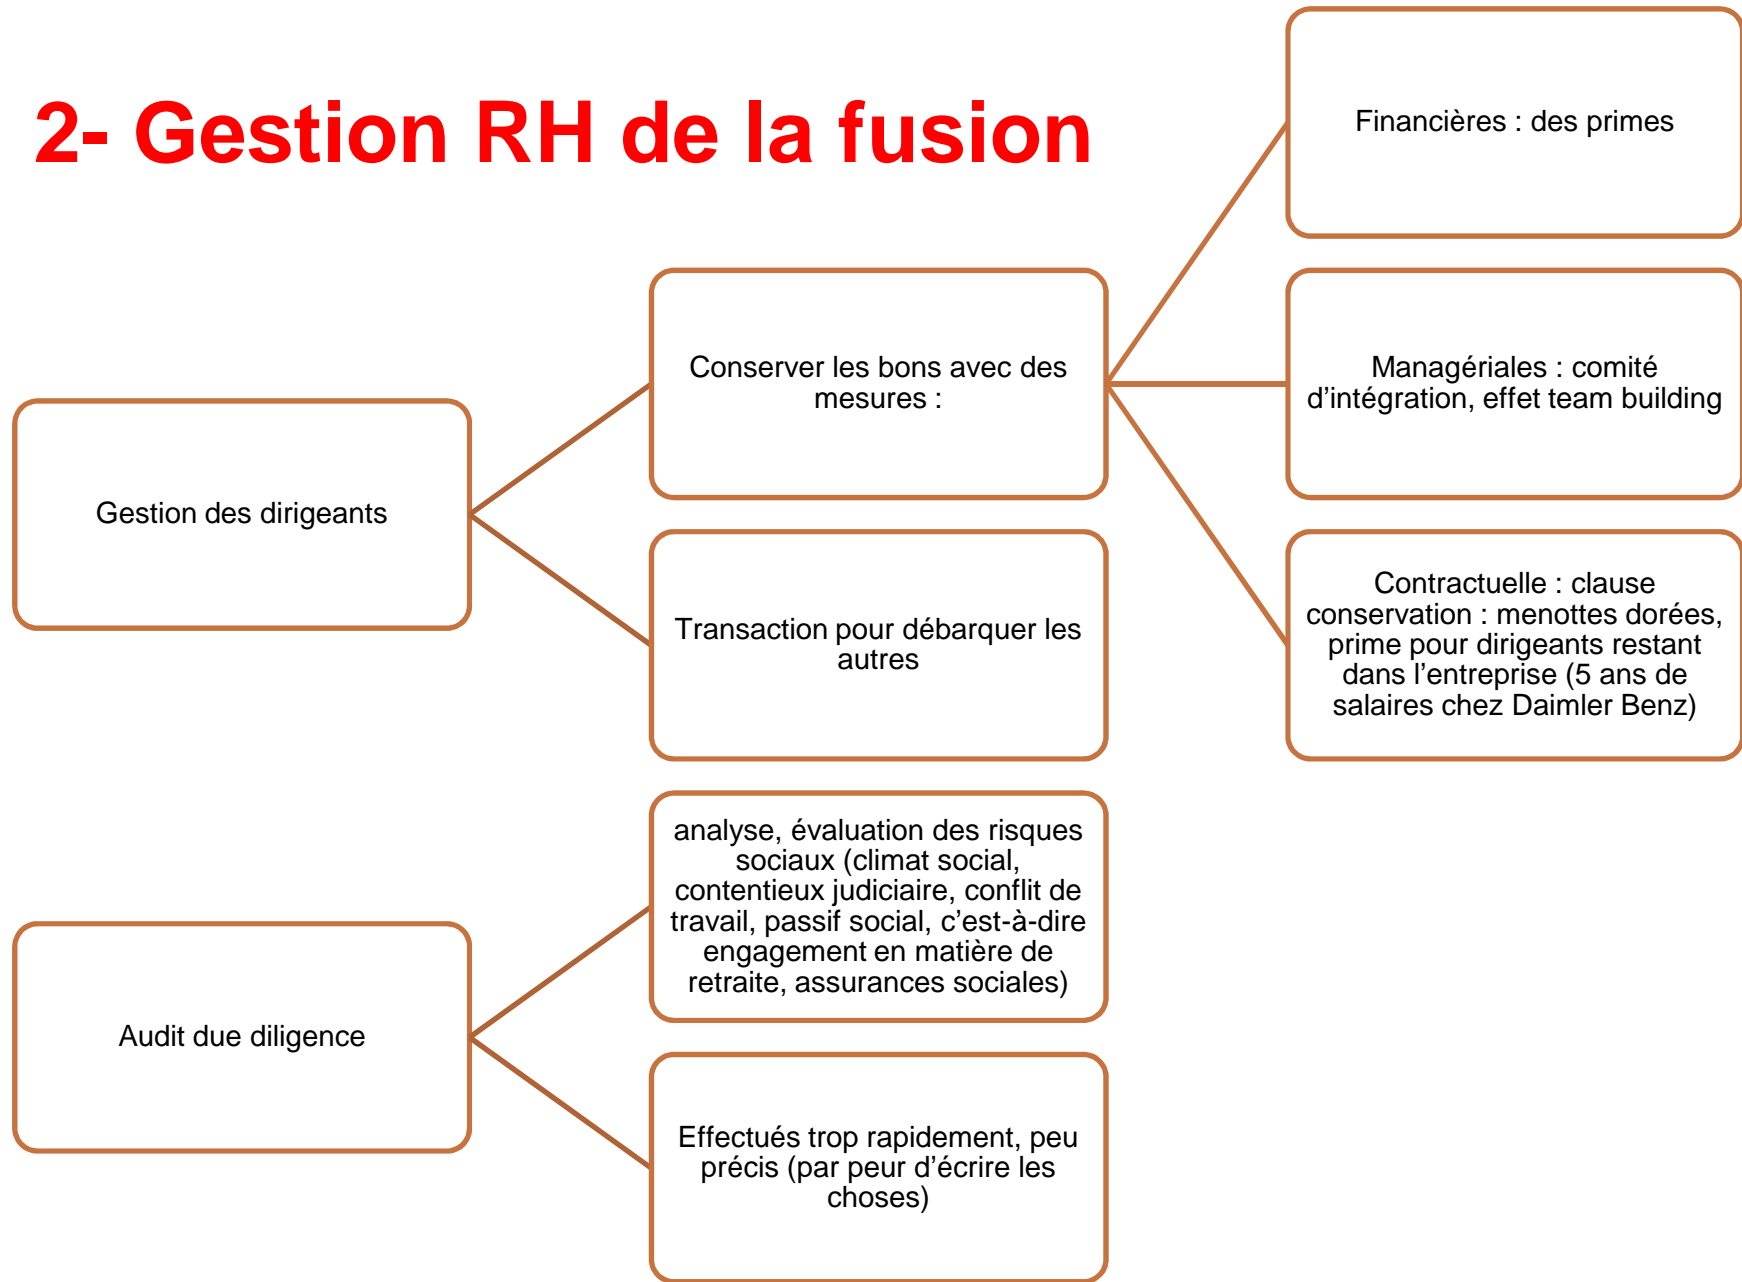 2- Gestion RH de la fusion
Gestion des dirigeants
Conserver les bons avec des
mesures :
Financières : des primes
Managériales : comité
d’intégration, effet team building
Contractuelle : clause
conservation : menottes dorées,
prime pour dirigeants restant
dans l’entreprise (5 ans de
salaires chez Daimler Benz)
Transaction pour débarquer les
autres
Audit due diligence
analyse, évaluation des risques
sociaux (climat social,
contentieux judiciaire, conflit de
travail, passif social, c’est-à-dire
engagement en matière de
retraite, assurances sociales)
Effectués trop rapidement, peu
précis (par peur d’écrire les
choses)